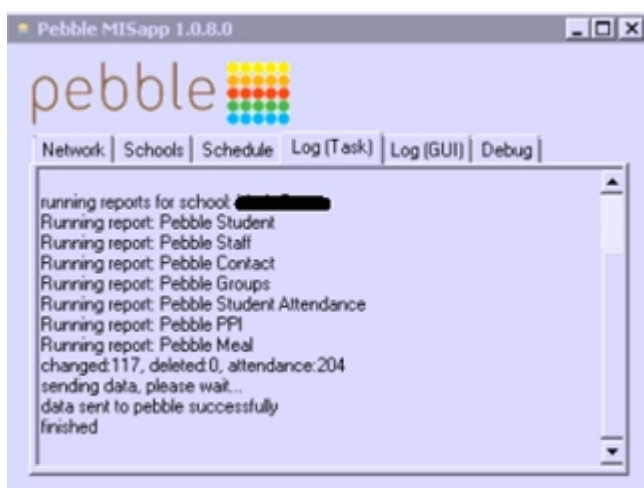 Pebble MISapp 1.0.8.0
pebble
Network Schools Schedule Log (Task) Log (GUI) Debug
running reports for school:
Running report: Pebble Student
Running report: Pebble Staff
Running report: Pebble Contact
Running report: Pebble Groups
Running report: Pebble Student Attendance
Running report: Pebble PPI
Running report: Pebble Meal
changed:117, deleted:0, attendance:204
sending data, please wait...
data sent to pebble successfully
finished